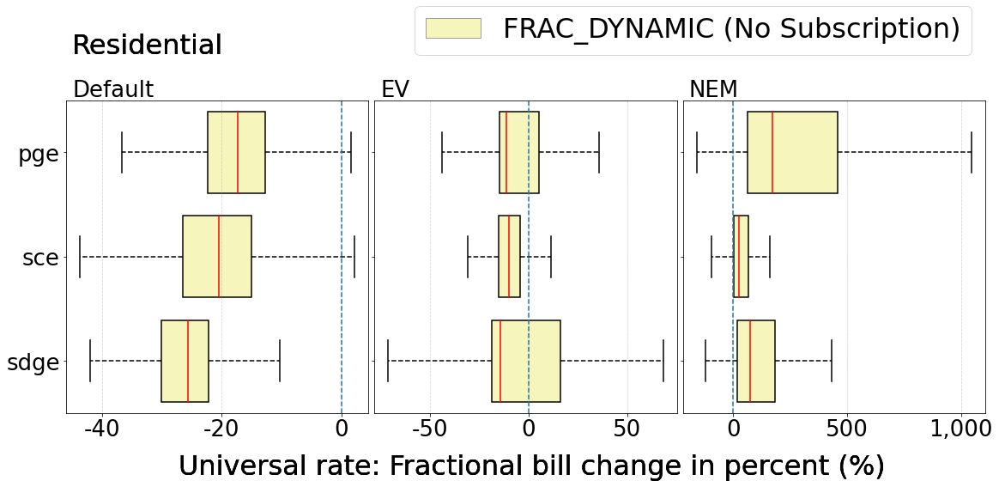 FRAC_DYNAMIC (No Subscription)
Residential
Default EV NEM
pge
sce
sdge
-40 -20 0 -50 0 50 0 500 1,000
Universal rate: Fractional bill change in percent (%)